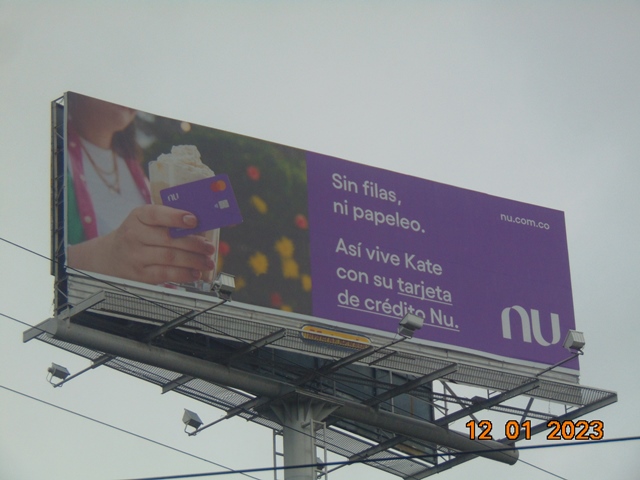 Sin filas,
ni papeleo.
nu.com.co
Así vive Kate
con su tarjeta
de crédito Nu.
nu
nu
12 01 2023